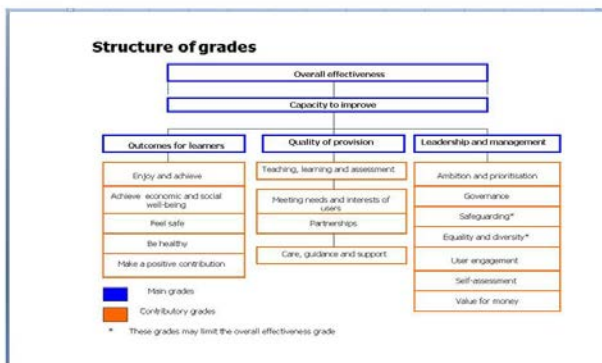 Structure of grades
Overall effectiveness
Capacity to improve
Outcomes for learners
Enjoy and achieve
Achieve economic and social
well-being
Feel safe
Be healthy
Make a positive contribution
Quality of provision
Teaching, learning and assessment
Meeting needs and interests of
users
Partnerships
Care, guidance and support
Leadership and management
Ambition and prioritisation
Governance
Safeguarding*
Equality and diversity*
User engagement
Self-assessment
Value for money
Main grades
Contributory grades
* These grades may limit the overall effectiveness grade